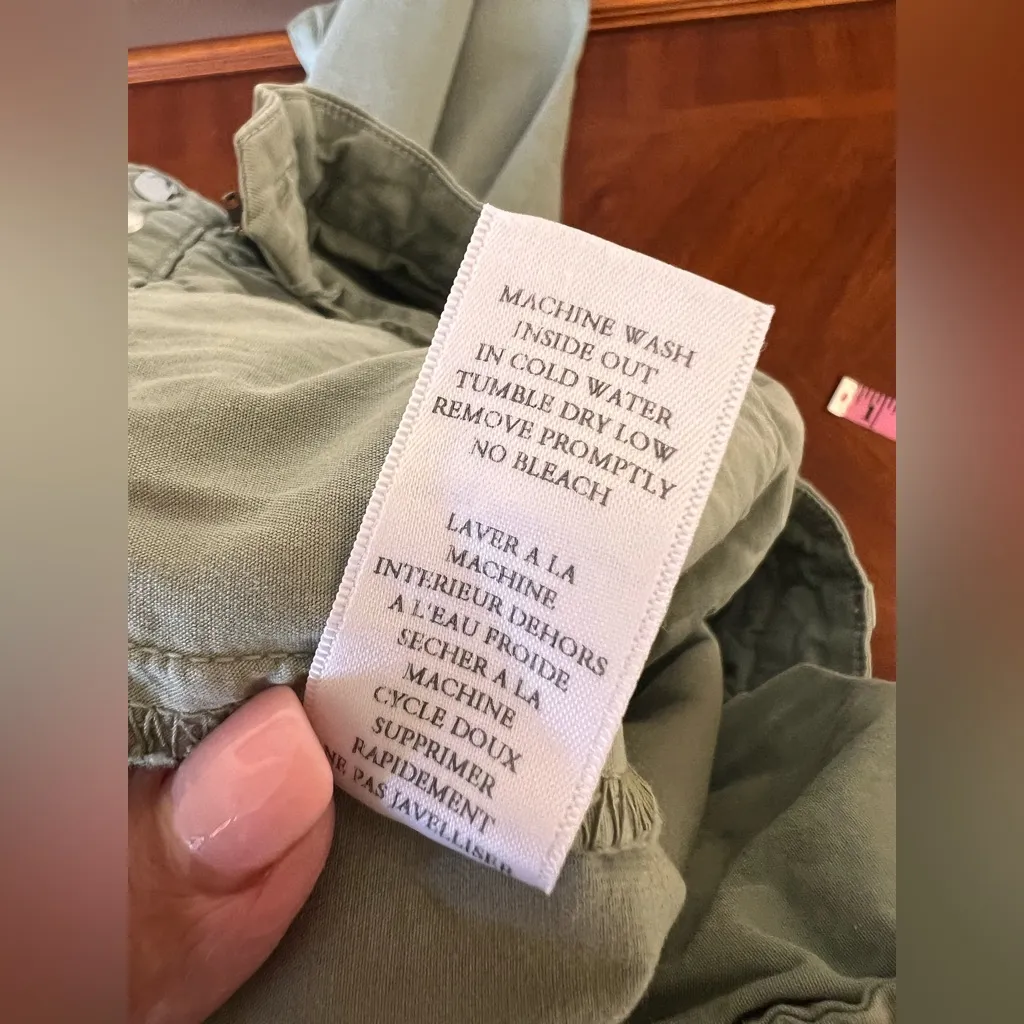 MACHINE WASH
INSIDE OUT
IN COLD WATER
TUMBLE DRY LOW
REMOVE PROMPTLY
NO BLEACH
LAVER A LA
MACHINE
INTERIEUR DEHORS
A L'EAU FROIDE
SECHER A LA
MACHINE
CYCLE DOUX
SUPPRIMER
RAPIDEMENT
NE PAS JAVELLISER
1